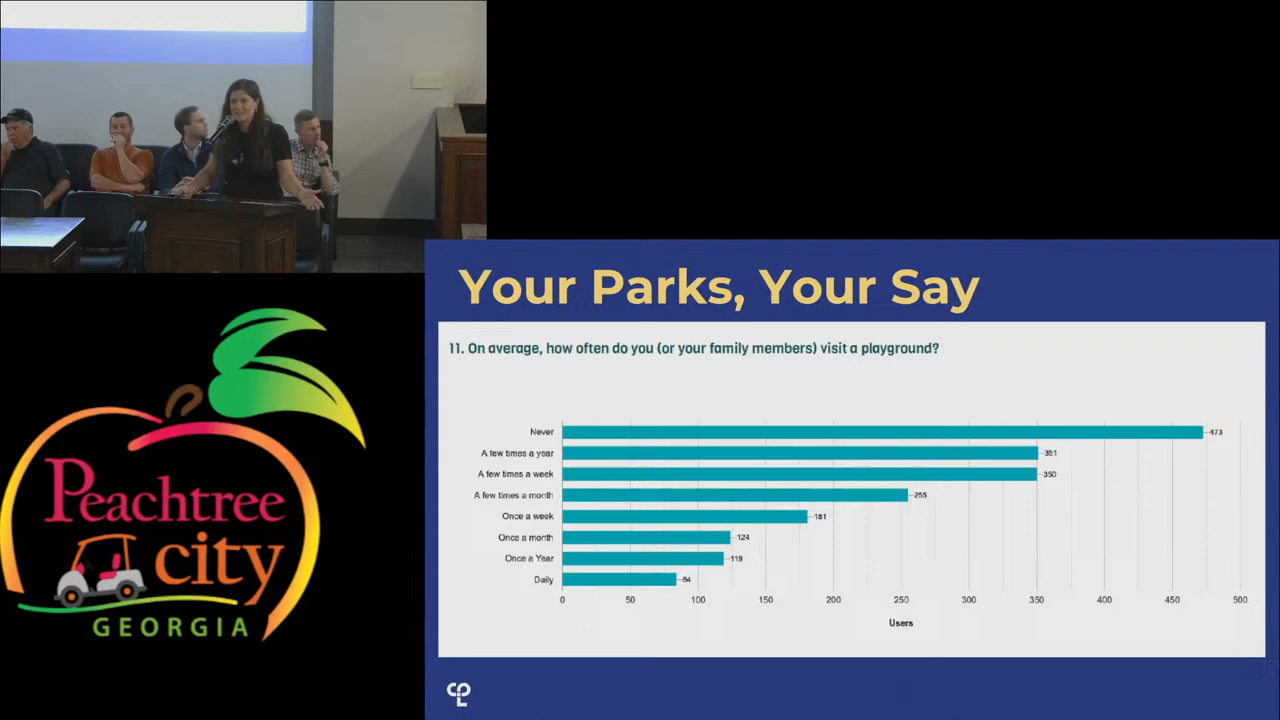 Your Parks, Your Say
11. On average, how often do you (or your family members) visit a playground?
Never 473
A few times a year 351
A few times a week 350
A few times a month 255
Once a week 181
Once a month 124
Once a Year 119
Daily 84
0 50 100 150 200 250 300 350 400 450 500
Users
Peachtree
city
GEORGIA